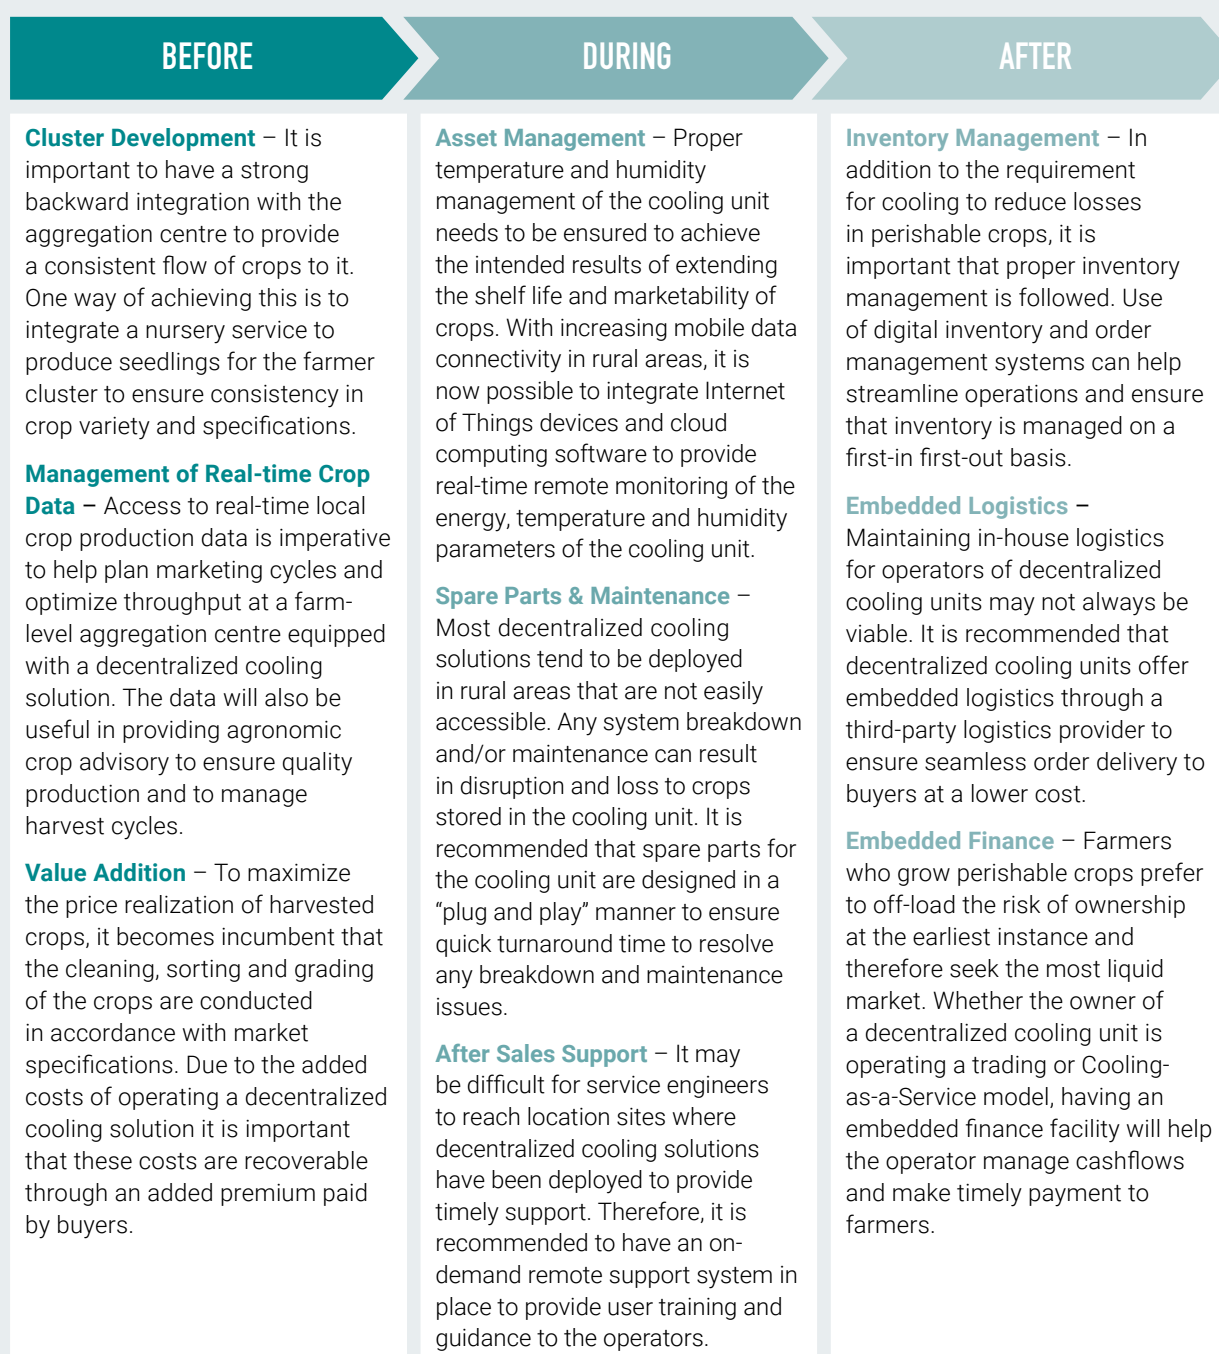 BEFORE
Cluster Development – It is
important to have a strong
backward integration with the
aggregation centre to provide
a consistent flow of crops to it.
One way of achieving this is to
integrate a nursery service to
produce seedlings for the farmer
cluster to ensure consistency in
crop variety and specifications.
Management of Real-time Crop
Data – Access to real-time local
crop production data is imperative
to help plan marketing cycles and
optimize throughput at a farm-
level aggregation centre equipped
with a decentralized cooling
solution. The data will also be
useful in providing agronomic
crop advisory to ensure quality
production and to manage
harvest cycles.
Value Addition – To maximize
the price realization of harvested
crops, it becomes incumbent that
the cleaning, sorting and grading
of the crops are conducted
in accordance with market
specifications. Due to the added
costs of operating a decentralized
cooling solution it is important
that these costs are recoverable
through an added premium paid
by buyers.
DURING
Asset Management – Proper
temperature and humidity
management of the cooling unit
needs to be ensured to achieve
the intended results of extending
the shelf life and marketability of
crops. With increasing mobile data
connectivity in rural areas, it is
now possible to integrate Internet
of Things devices and cloud
computing software to provide
real-time remote monitoring of the
energy, temperature and humidity
parameters of the cooling unit.
Spare Parts & Maintenance –
Most decentralized cooling
solutions tend to be deployed
in rural areas that are not easily
accessible. Any system breakdown
and/or maintenance can result
in disruption and loss to crops
stored in the cooling unit. It is
recommended that spare parts for
the cooling unit are designed in a
“plug and play” manner to ensure
quick turnaround time to resolve
any breakdown and maintenance
issues.
After Sales Support – It may
be difficult for service engineers
to reach location sites where
decentralized cooling solutions
have been deployed to provide
timely support. Therefore, it is
recommended to have an on-
demand remote support system in
place to provide user training and
guidance to the operators.
AFTER
Inventory Management – In
addition to the requirement
for cooling to reduce losses
in perishable crops, it is
important that proper inventory
management is followed. Use
of digital inventory and order
management systems can help
streamline operations and ensure
that inventory is managed on a
first-in first-out basis.
Embedded Logistics –
Maintaining in-house logistics
for operators of decentralized
cooling units may not always be
viable. It is recommended that
decentralized cooling units offer
embedded logistics through a
third-party logistics provider to
ensure seamless order delivery to
buyers at a lower cost.
Embedded Finance – Farmers
who grow perishable crops prefer
to off-load the risk of ownership
at the earliest instance and
therefore seek the most liquid
market. Whether the owner of
a decentralized cooling unit is
operating a trading or Cooling-
as-a-Service model, having an
embedded finance facility will help
the operator manage cashflows
and make timely payment to
farmers.